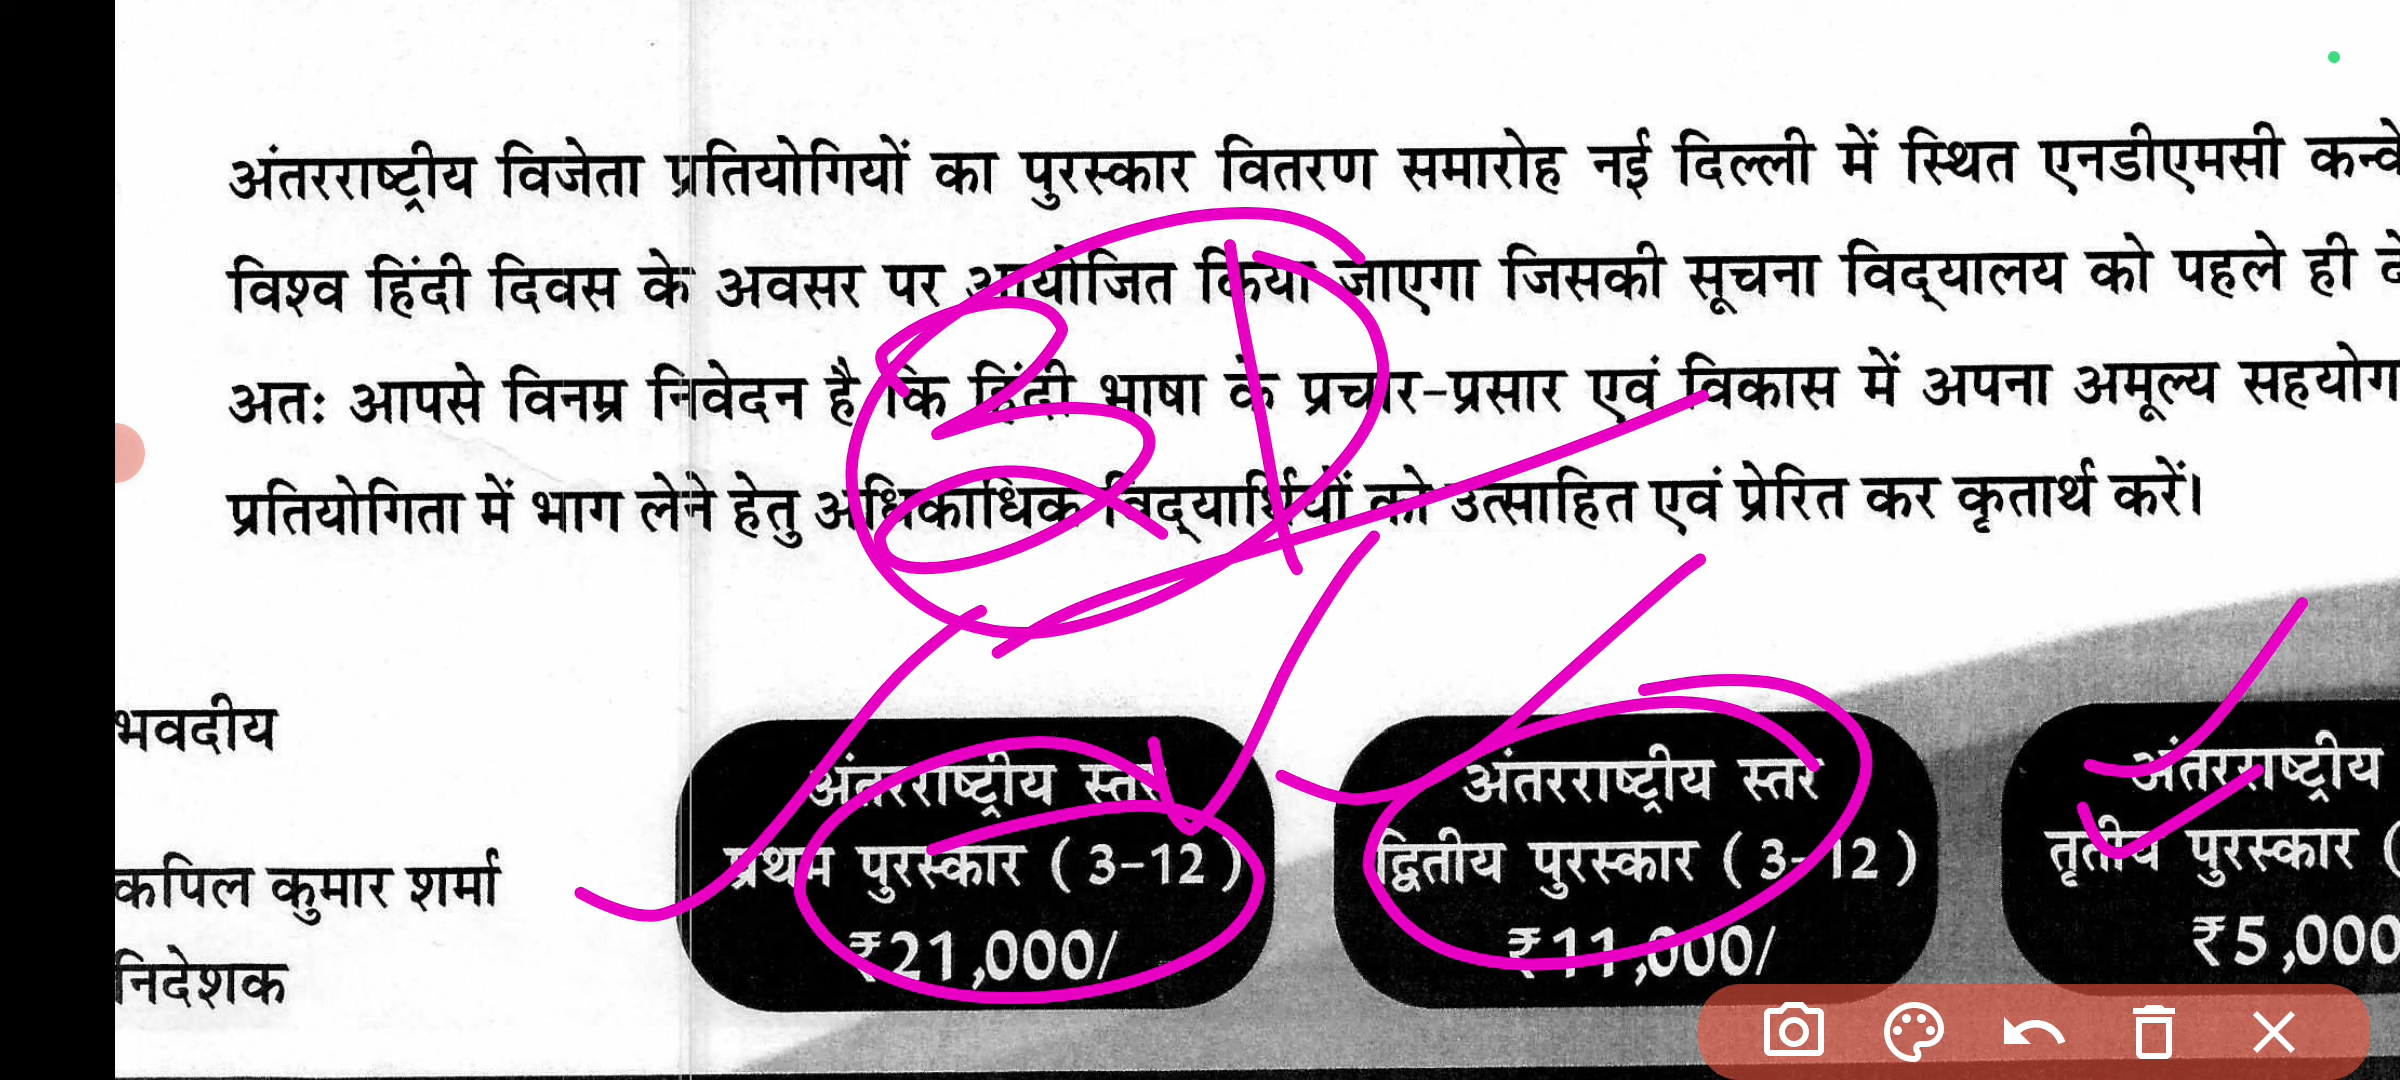 अंतरराष्ट्रीय विजेता प्रतियोगियों का पुरस्कार वितरण समारोह नई दिल्ली में स्थित एनडीएमसी
विश्व हिंदी दिवस के अवसर पर आयोजित किया जाएगा जिसकी सूचना विद्‌यालय को पहले ही
अतः आपसे विनम्र निवेदन है कि हिंदी भाषा के प्रचार-प्रसार एवं विकास में अपना अमूल्य सहयोग
प्रतियोगिता में भाग लेने हेतु अधिकाधिक विद्‌यार्थियों को उत्साहित एवं प्रेरित कर कृतार्थ करें।
भवदीय
कपिल कुमार शर्मा
निदेशक
अंतरराष्ट्रीय स्तर
प्रथम पुरस्कार (3-12)
₹21,000/
अंतरराष्ट्रीय स्तर
द्वितीय पुरस्कार (3-12)
₹11,000/
अंतरराष्ट्रीय
तृतीय पुरस्कार (
₹5,000